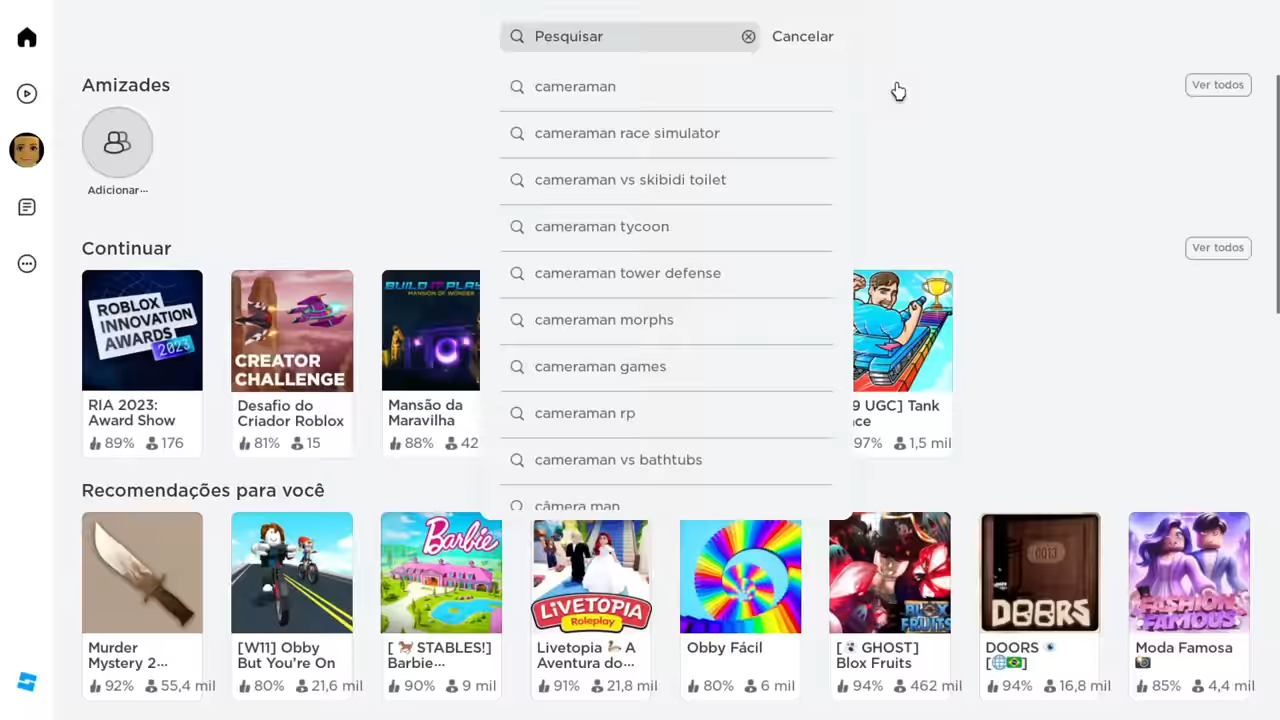 Pesquisar
Cancelar
cameraman
cameraman race simulator
cameraman vs skibidi toilet
cameraman tycoon
cameraman tower defense
cameraman morphs
cameraman games
cameraman rp
cameraman vs bathtubs
câmera man
Amizades
Ver todos
Adicionar...
Continuar
Ver todos
ROBLOX
INNOVATION
AWARDS
2023
RIA 2023:
Award Show
89% 176
CREATOR
CHALLENGE
Desafio do
Criador Roblox
81% 15
BUILD IT PLAY
MANSION OF WONDER
Mansão da
Maravilha
88% 42
9 UGC] Tank
ace
97% 1,5 mil
Recomendações para você
Murder
Mystery 2...
92% 55,4 mil
[W11] Obby
But You're On
80% 21,6 mil
Barbie
[🐎 STABLES!]
Barbie...
90% 9 mil
LIVETOPIA
Roleplay
Livetopia 🦢 A
Aventura do...
91% 21,8 mil
Obby Fácil
80% 6 mil
BLOX
FRUITS
[👻 GHOST]
Blox Fruits
94% 462 mil
0013
DOORS
DOORS 👁️
[🌐🇧🇷]
94% 16,8 mil
FASHION
FAMOUS
Moda Famosa
📸
85% 4,4 mil